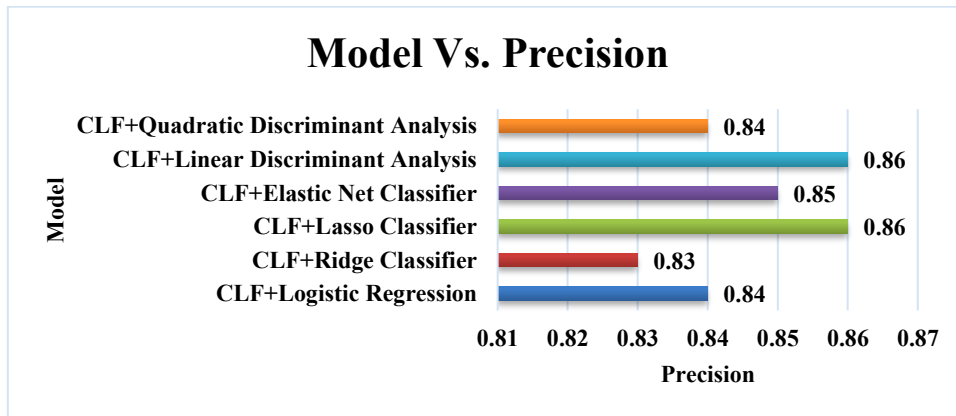 Model Vs. Precision
CLF+Quadratic Discriminant Analysis 0.84
CLF+Linear Discriminant Analysis 0.86
CLF+Elastic Net Classifier 0.85
CLF+Lasso Classifier 0.86
CLF+Ridge Classifier 0.83
CLF+Logistic Regression 0.84
Model
0.81 0.82 0.83 0.84 0.85 0.86 0.87
Precision